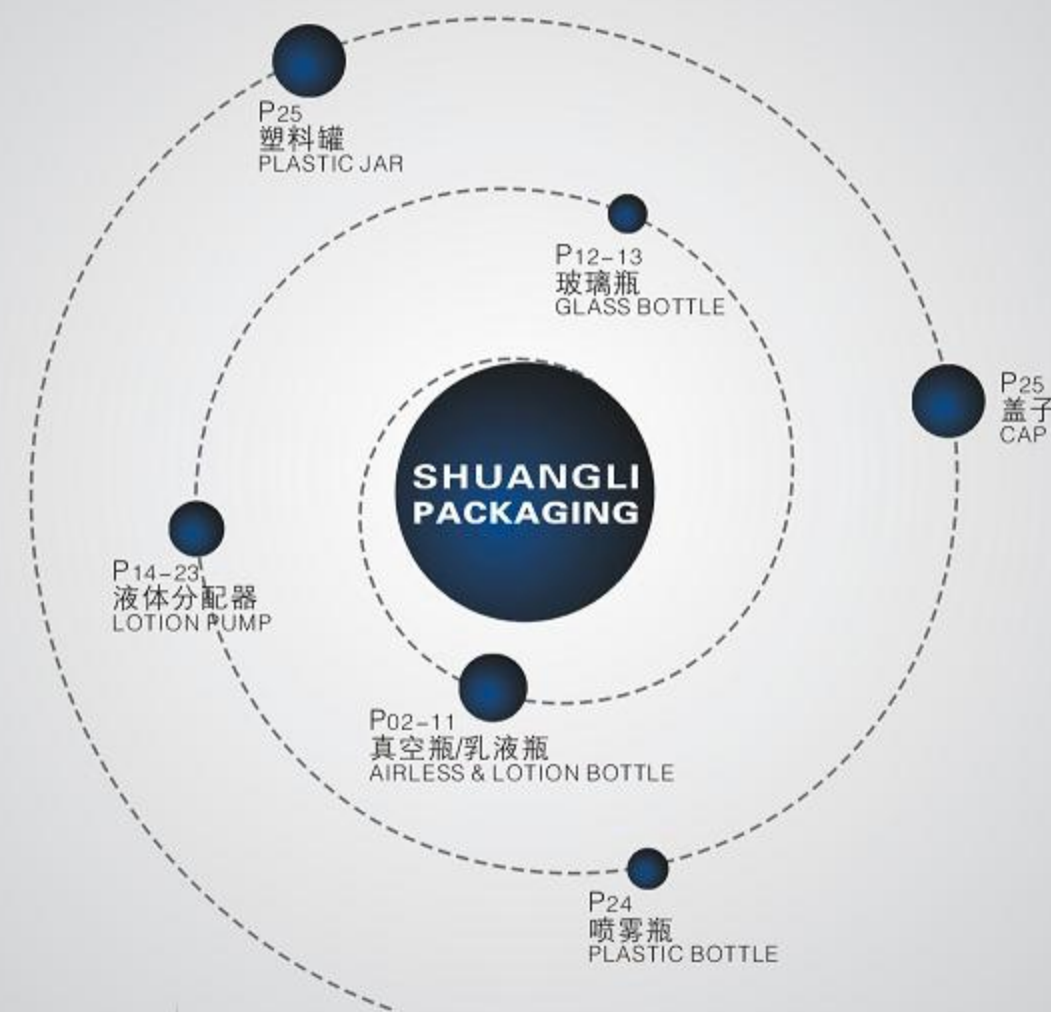 P25
塑料罐
PLASTIC JAR
P12-13
玻璃瓶
GLASS BOTTLE
P25
盖子
CAP
SHUANGLI
PACKAGING
P14-23
液体分配器
LOTION PUMP
P02-11
真空瓶/乳液瓶
AIRLESS & LOTION BOTTLE
P24
喷雾瓶
PLASTIC BOTTLE